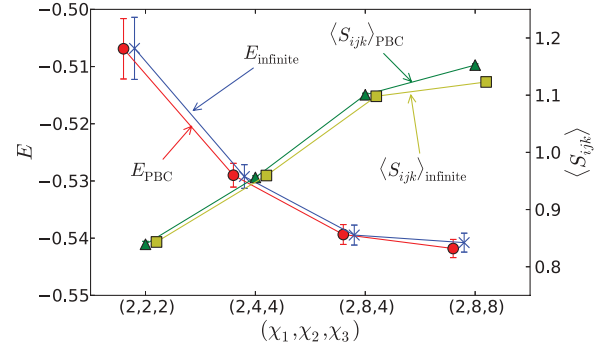 −0.50
−0.51
−0.52
−0.53
−0.54
−0.55
E
E_infinite
E_PBC
⟨S_ijk⟩_PBC
⟨S_ijk⟩_infinite
1.2
1.1
1.0
0.9
0.8
⟨S_ijk⟩
(2,2,2) (2,4,4) (2,8,4) (2,8,8)
(χ₁,χ₂,χ₃)